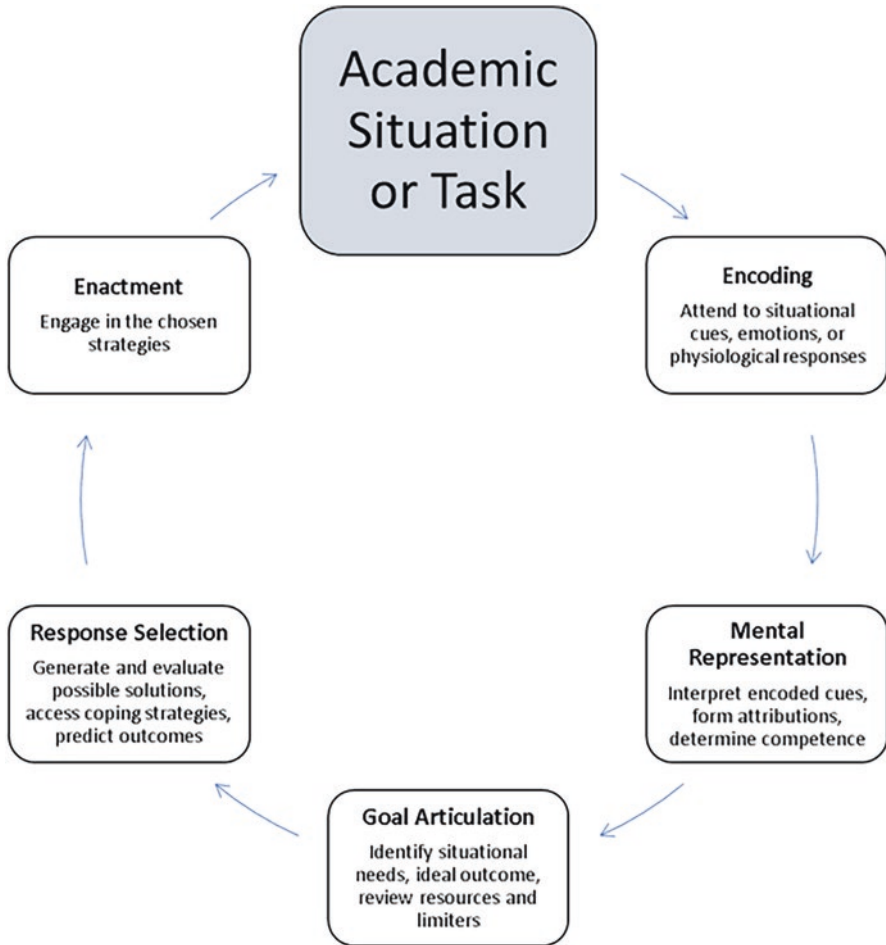 Academic
Situation
or Task
Encoding
Attend to situational
cues, emotions, or
physiological responses
Mental
Representation
Interpret encoded cues,
form attributions,
determine competence
Goal Articulation
Identify situational
needs, ideal outcome,
review resources and
limiters
Response Selection
Generate and evaluate
possible solutions,
access coping strategies,
predict outcomes
Enactment
Engage in the chosen
strategies